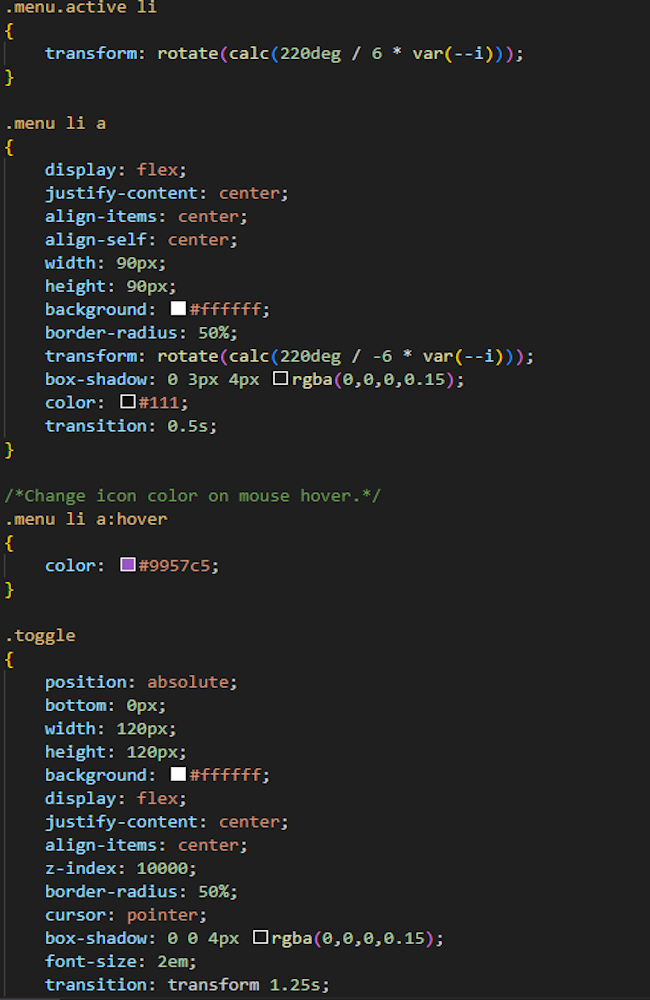 .menu.active li
{
    transform: rotate(calc(220deg / 6 * var(--i)));
}

.menu li a
{
    display: flex;
    justify-content: center;
    align-items: center;
    align-self: center;
    width: 90px;
    height: 90px;
    background: #ffffff;
    border-radius: 50%;
    transform: rotate(calc(220deg / -6 * var(--i)));
    box-shadow: 0 3px 4px rgba(0,0,0,0.15);
    color: #111;
    transition: 0.5s;
}

/*Change icon color on mouse hover.*/
.menu li a:hover
{
    color: #9957c5;
}

.toggle
{
    position: absolute;
    bottom: 0px;
    width: 120px;
    height: 120px;
    background: #ffffff;
    display: flex;
    justify-content: center;
    align-items: center;
    z-index: 10000;
    border-radius: 50%;
    cursor: pointer;
    box-shadow: 0 0 4px rgba(0,0,0,0.15);
    font-size: 2em;
    transition: transform 1.25s;